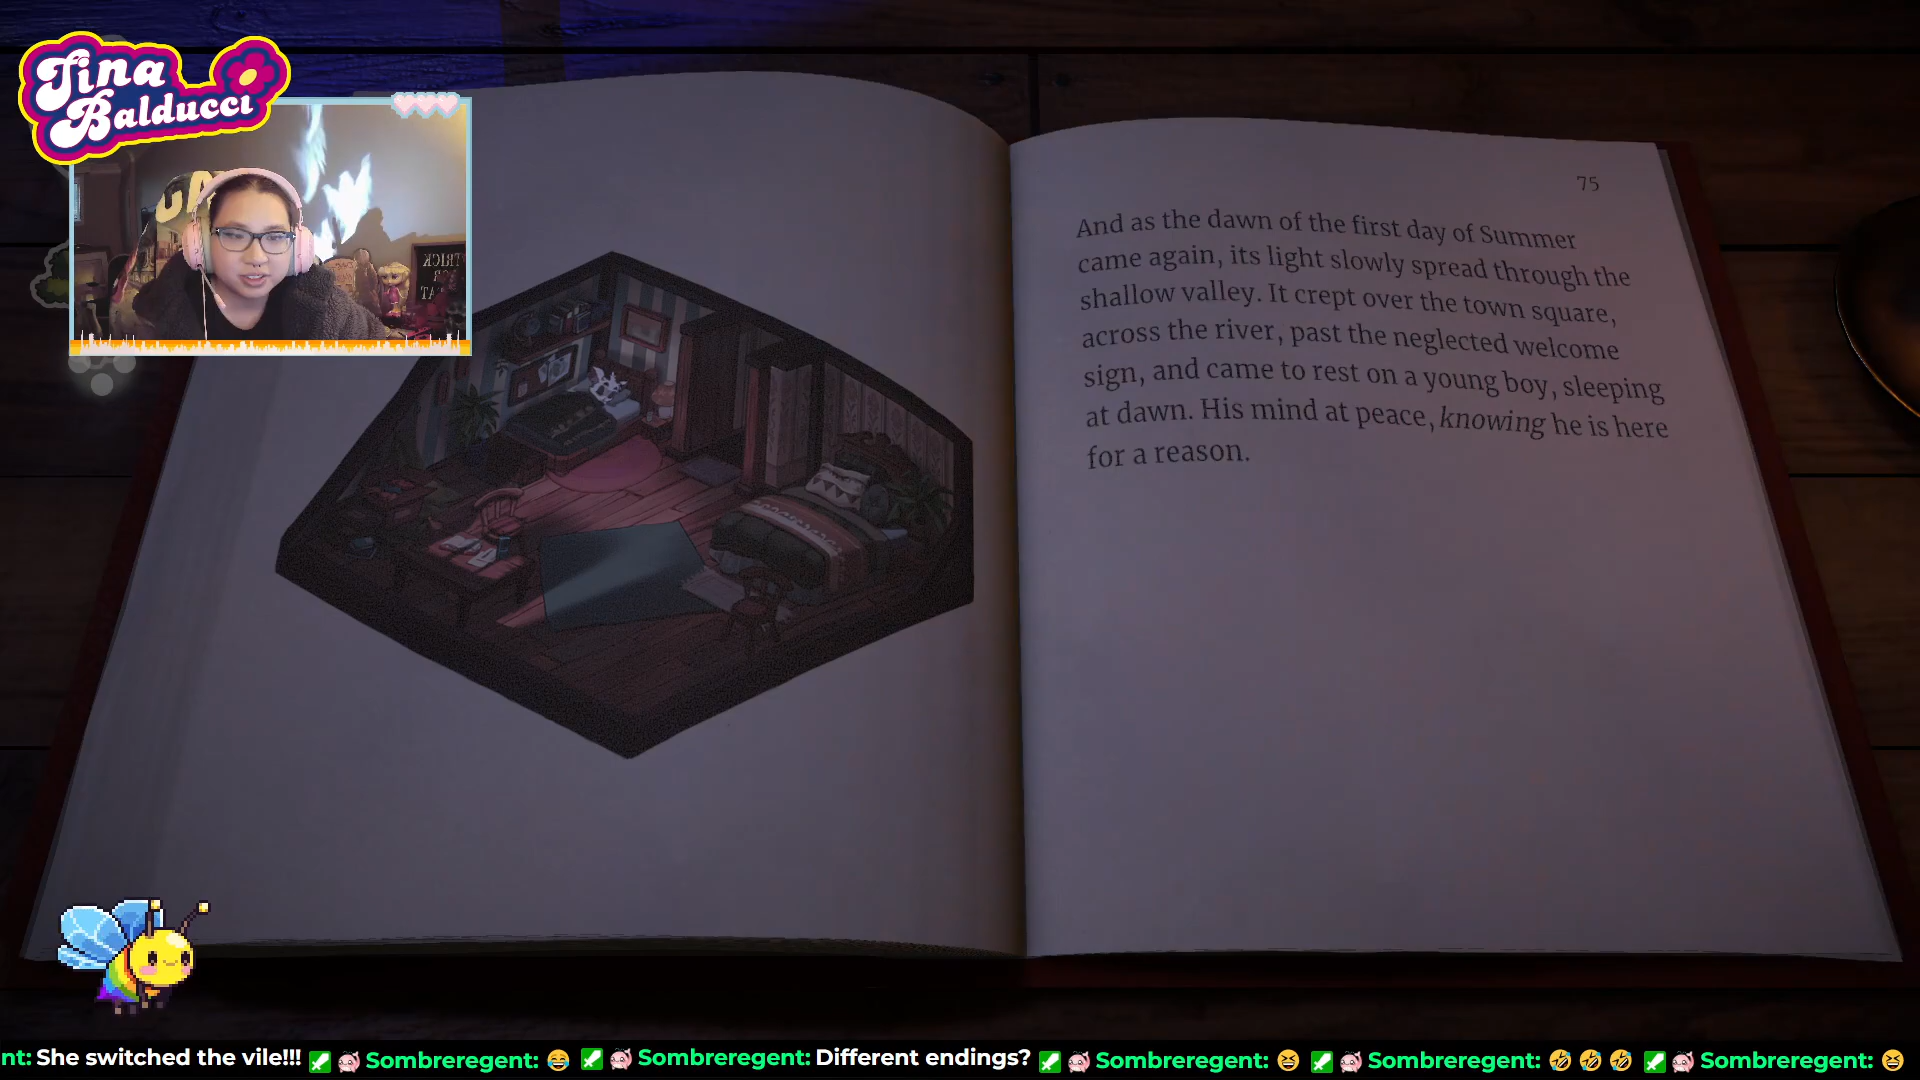 Tina
Balducci
TRICK
OR
75
And as the dawn of the first day of Summer
came again, its light slowly spread through the
shallow valley. It crept over the town square,
across the river, past the neglected welcome
sign, and came to rest on a young boy, sleeping
at dawn. His mind at peace, knowing he is here
for a reason.
nt: She switched the vile!!! Sombreregent: 😂 Sombreregent: Different endings? Sombreregent: 😆 Sombreregent: 🤣 🤣 🤣 Sombreregent: 😆